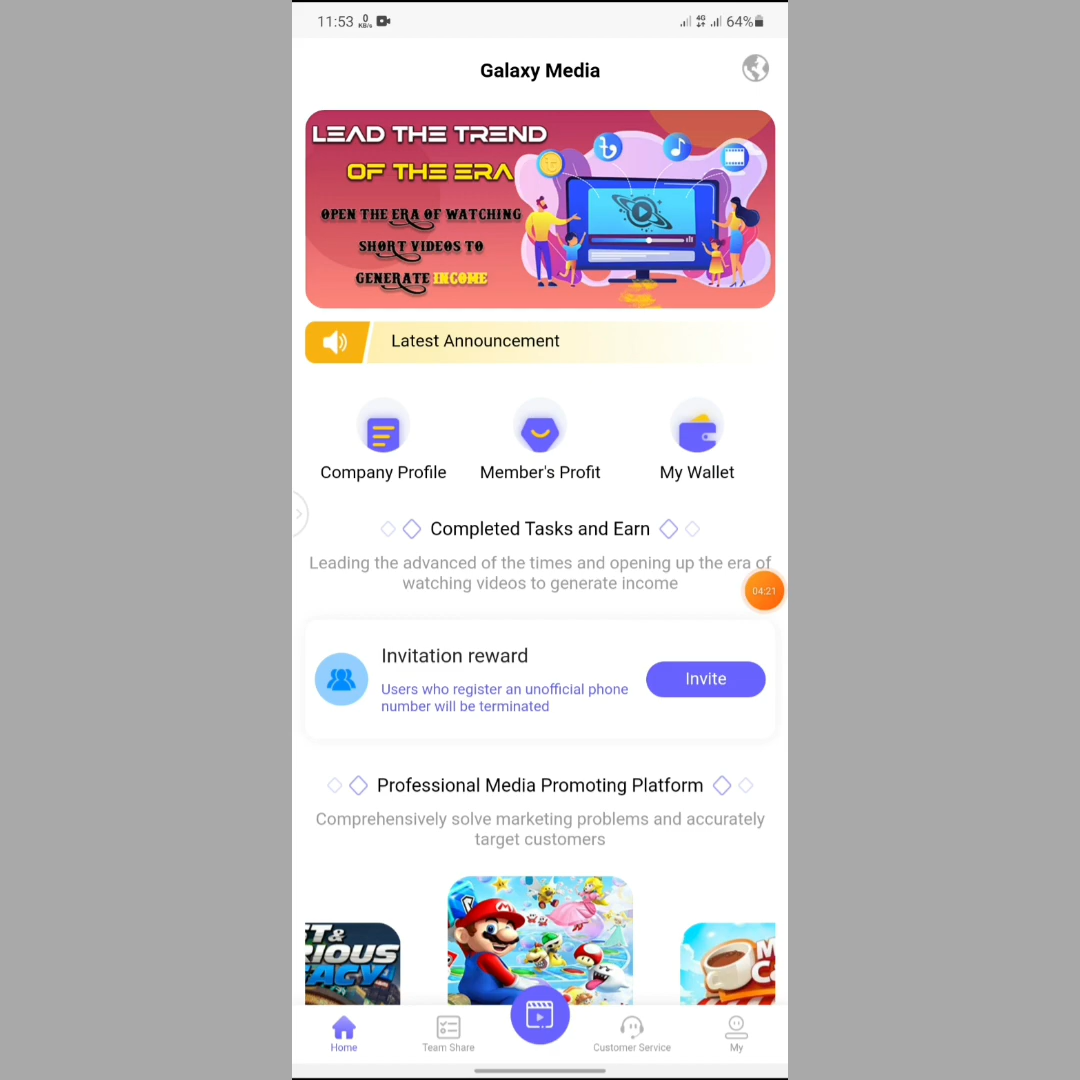 11:53 0 KB/s 4G 64%
Galaxy Media
LEAD THE TREND
OF THE ERA
OPEN THE ERA OF WATCHING
SHORT VIDEOS TO
GENERATE INCOME
Latest Announcement
Company Profile Member's Profit My Wallet
Completed Tasks and Earn
Leading the advanced of the times and opening up the era of
watching videos to generate income
04:21
Invitation reward
Users who register an unofficial phone
number will be terminated
Invite
Professional Media Promoting Platform
Comprehensively solve marketing problems and accurately
target customers
Home Team Share Customer Service My